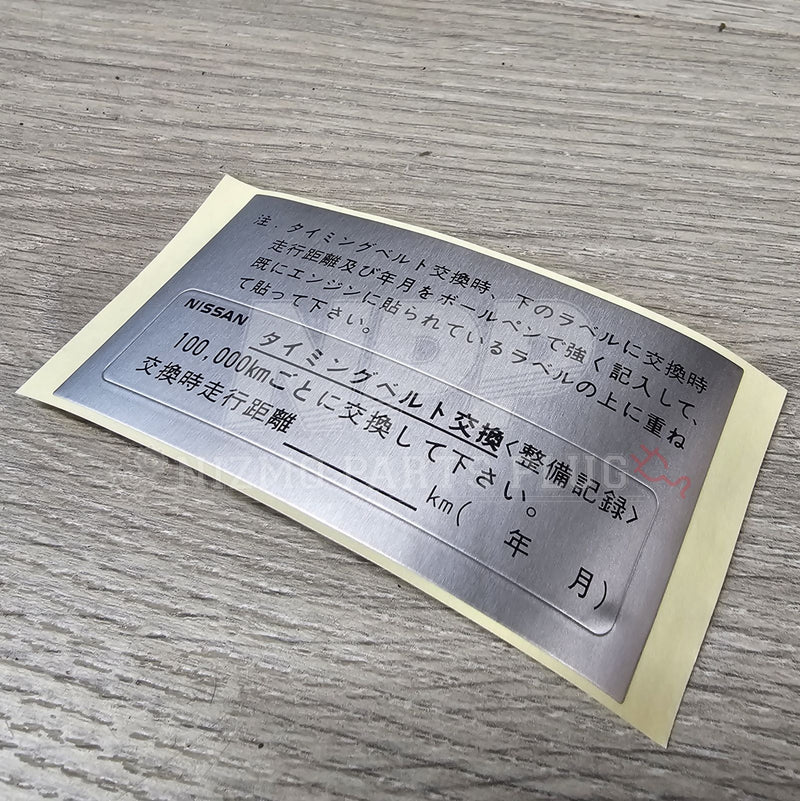 注．タイミングベルト交換時、下のラベルに交換時
走行距離及び年月をボールペンで強く記入して、
既にエンジンに貼られているラベルの上に重ね
て貼って下さい。
NISSAN タイミングベルト交換〈整備記録〉
100,000kmごとに交換して下さい。
交換時走行距離 km( 年 月)
NPP
NIZMO PARTS PLUG